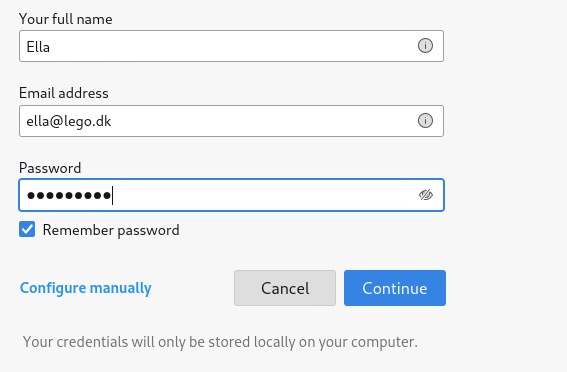 Your full name
Ella
Email address
ella@lego.dk
Password
●●●●●●●●●
Remember password
Configure manually Cancel Continue
Your credentials will only be stored locally on your computer.